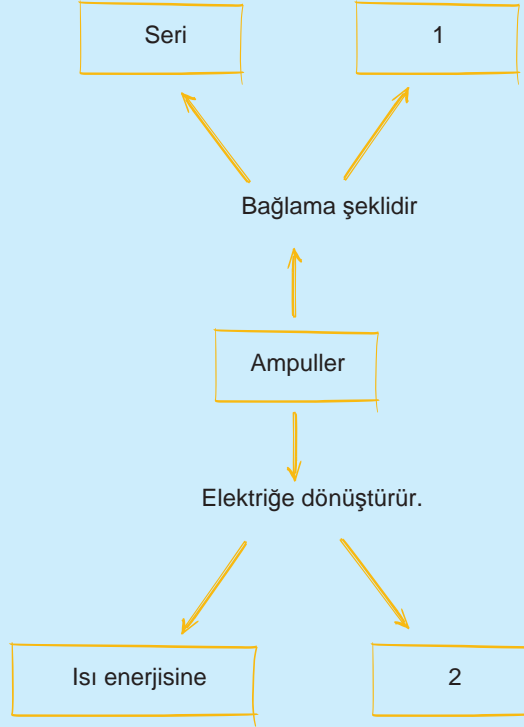 Seri
1
Bağlama şeklidir
Ampuller
Elektriğe dönüştürür.
Isı enerjisine
2